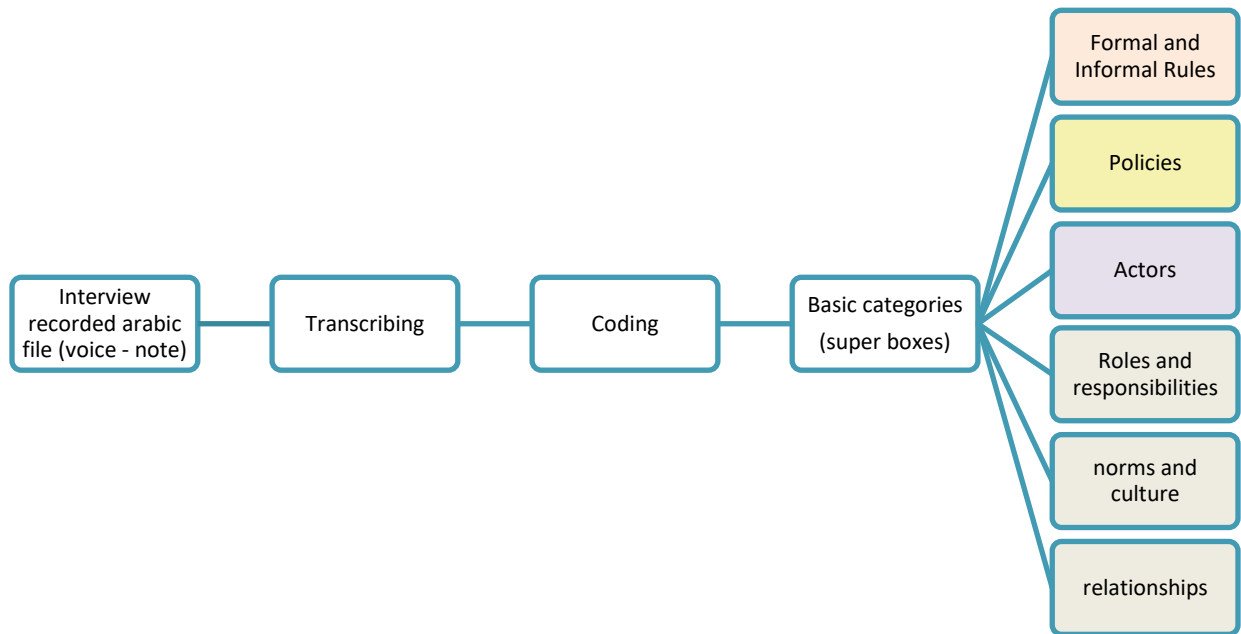 Interview
recorded arabic
file (voice - note)
Transcribing
Coding
Basic categories
(super boxes)
Formal and
Informal Rules
Policies
Actors
Roles and
responsibilities
norms and
culture
relationships